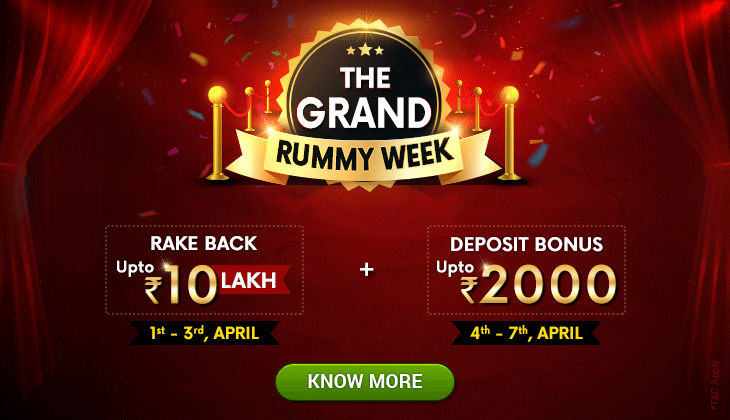 THE
GRAND
RUMMY WEEK
RAKE BACK
Upto ₹10 LAKH
1st - 3rd, APRIL
+
DEPOSIT BONUS
Upto ₹2000
4th - 7th, APRIL
KNOW MORE
*T&C Apply